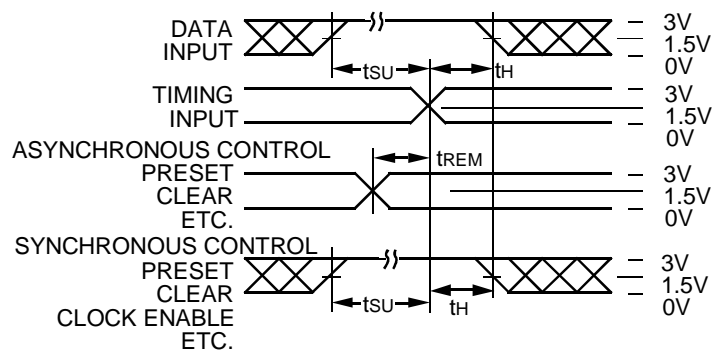 DATA
INPUT
tSU
tH
3V
1.5V
0V
TIMING
INPUT
3V
1.5V
0V
ASYNCHRONOUS CONTROL
PRESET
CLEAR
ETC.
tREM
3V
1.5V
0V
SYNCHRONOUS CONTROL
PRESET
CLEAR
CLOCK ENABLE
ETC.
tSU
tH
3V
1.5V
0V